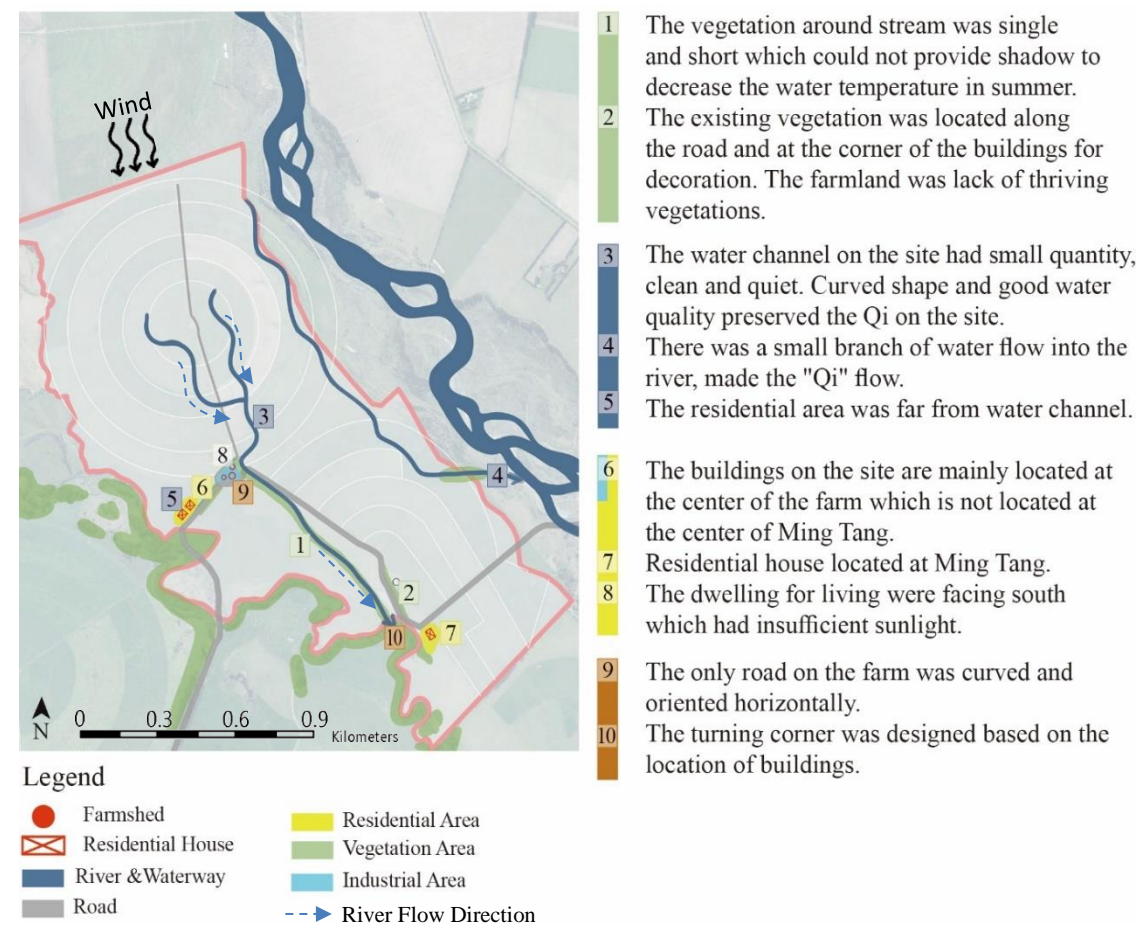 Wind
3
8
6
5
9
4
1
2
10
7
N
0 0.3 0.6 0.9
Kilometers
1 The vegetation around stream was single
and short which could not provide shadow to
decrease the water temperature in summer.
2 The existing vegetation was located along
the road and at the corner of the buildings for
decoration. The farmland was lack of thriving
vegetations.
3 The water channel on the site had small quantity,
clean and quiet. Curved shape and good water
quality preserved the Qi on the site.
4 There was a small branch of water flow into the
river, made the "Qi" flow.
5 The residential area was far from water channel.
6 The buildings on the site are mainly located at
the center of the farm which is not located at
the center of Ming Tang.
7 Residential house located at Ming Tang.
8 The dwelling for living were facing south
which had insufficient sunlight.
9 The only road on the farm was curved and
oriented horizontally.
10 The turning corner was designed based on the
location of buildings.
Legend
Farmshed
Residential House
River &Waterway
Road
Residential Area
Vegetation Area
Industrial Area
River Flow Direction